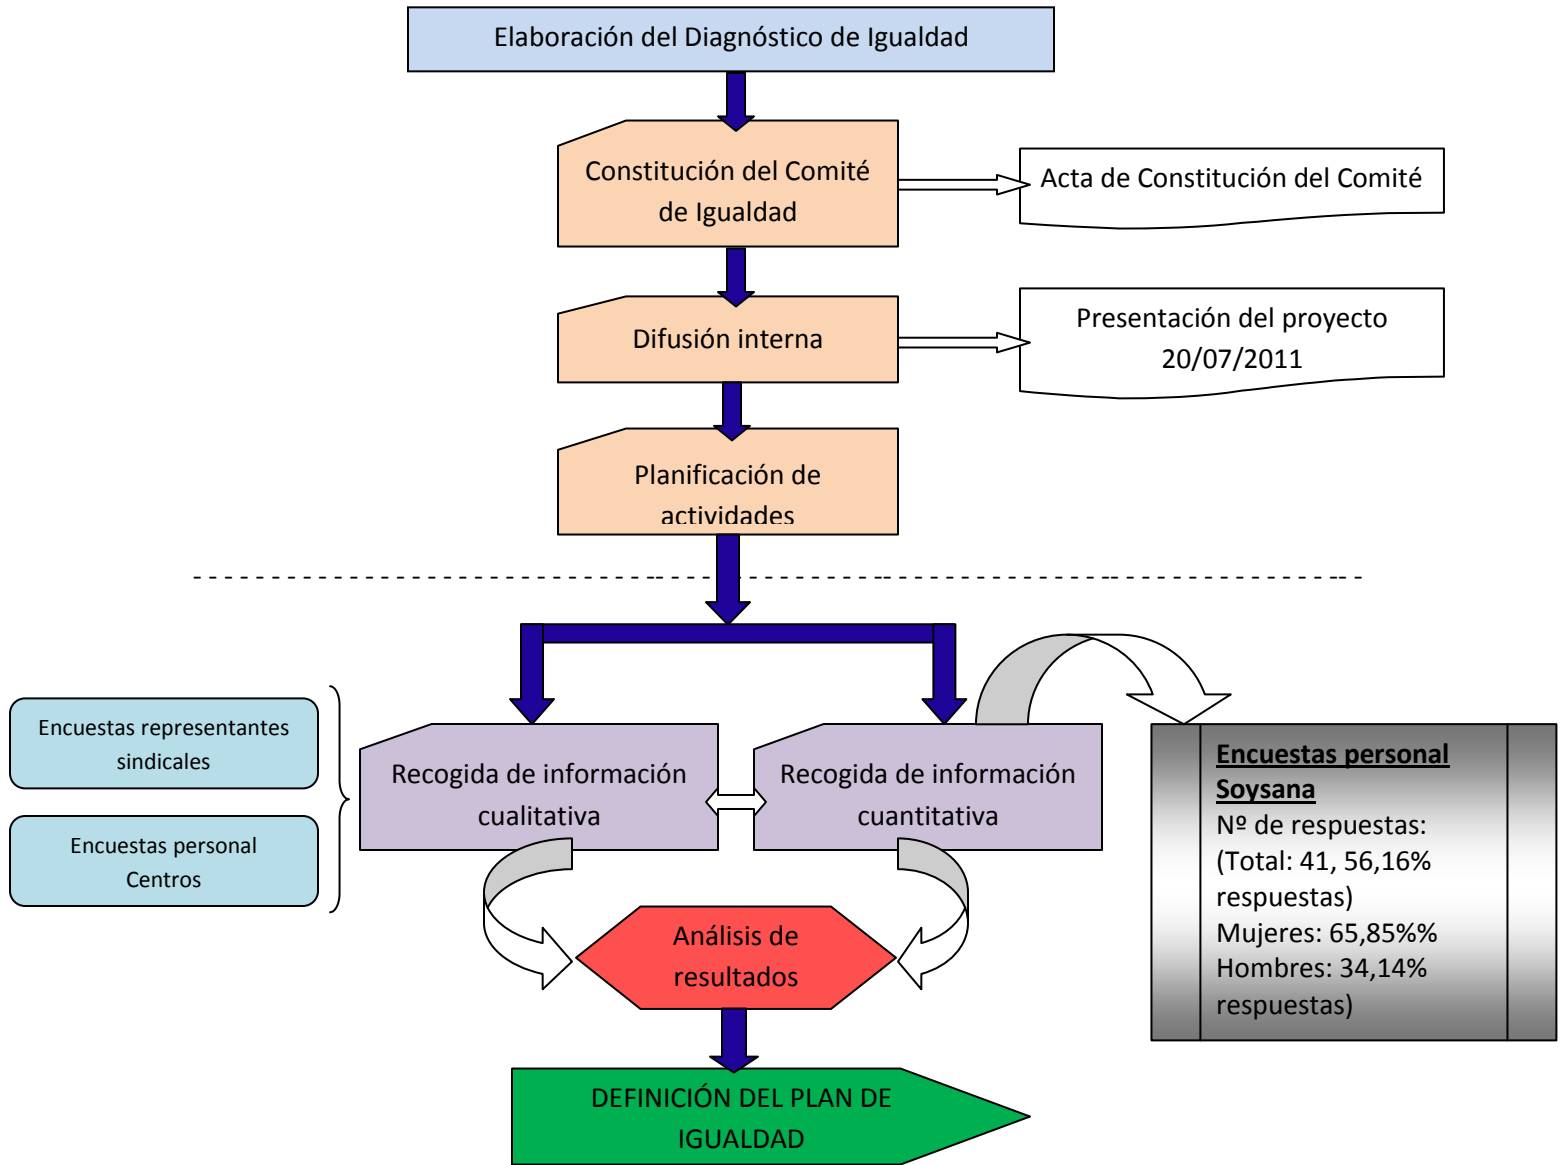 Elaboración del Diagnóstico de Igualdad
Constitución del Comité
de Igualdad
Acta de Constitución del Comité
Difusión interna
Presentación del proyecto
20/07/2011
Planificación de
actividades
Encuestas representantes
sindicales
Encuestas personal
Centros
Recogida de información
cualitativa
Recogida de información
cuantitativa
Encuestas personal
Soysana
Nº de respuestas:
(Total: 41, 56,16%
respuestas)
Mujeres: 65,85%%
Hombres: 34,14%
respuestas)
Análisis de
resultados
DEFINICIÓN DEL PLAN DE
IGUALDAD